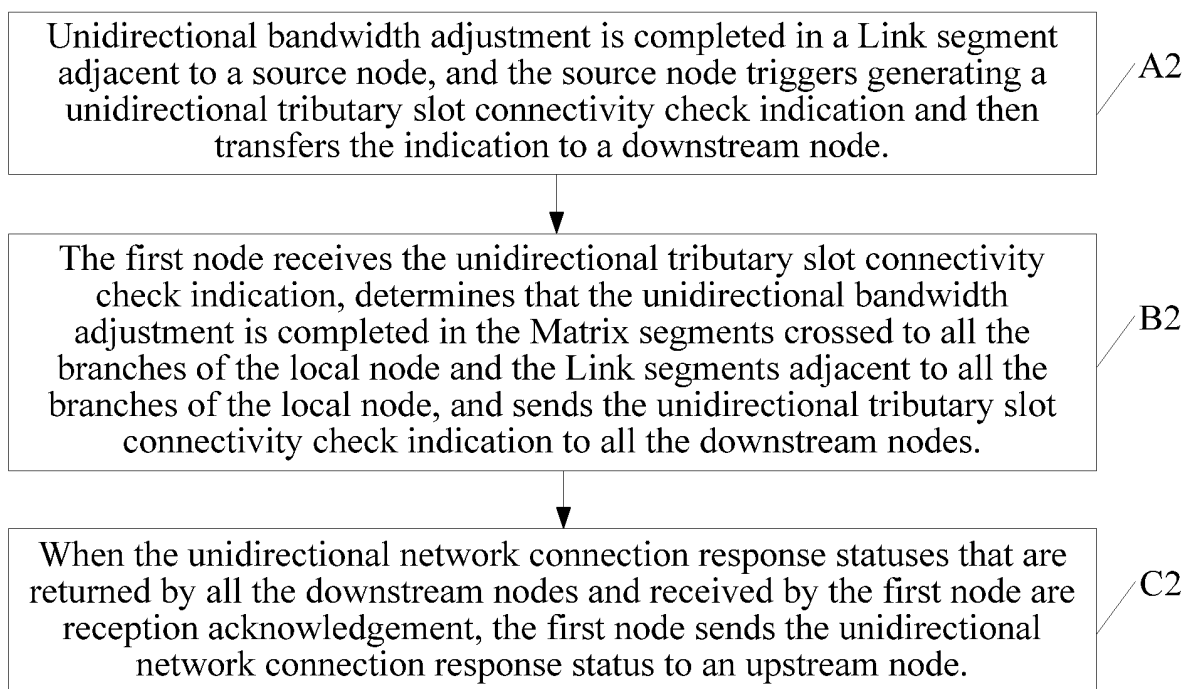 Unidirectional bandwidth adjustment is completed in a Link segment
adjacent to a source node, and the source node triggers generating a
unidirectional tributary slot connectivity check indication and then
transfers the indication to a downstream node.
A2
The first node receives the unidirectional tributary slot connectivity
check indication, determines that the unidirectional bandwidth
adjustment is completed in the Matrix segments crossed to all the
branches of the local node and the Link segments adjacent to all the
branches of the local node, and sends the unidirectional tributary slot
connectivity check indication to all the downstream nodes.
B2
When the unidirectional network connection response statuses that are
returned by all the downstream nodes and received by the first node are
reception acknowledgement, the first node sends the unidirectional
network connection response status to an upstream node.
C2